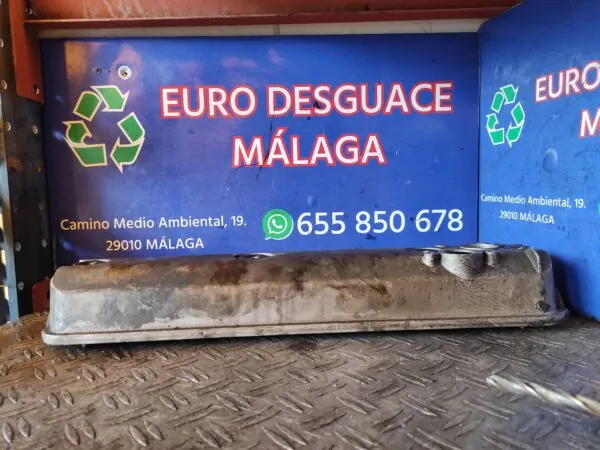 EURO DESGUACE
MÁLAGA
Camino Medio Ambiental, 19.
29010 MÁLAGA
655 850 678
EURO
Camino Medio Ambiental, 19.
29010 MÁLAGA